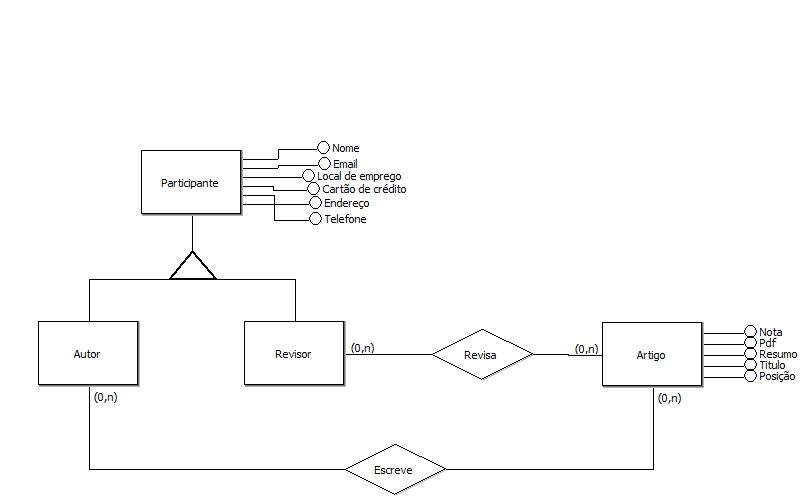 Nome
Email
Local de emprego
Participante
Cartão de crédito
Endereço
Telefone
Autor
Revisor
(0,n)
Revisa
(0,n)
Artigo
Nota
Pdf
Resumo
Titulo
Posição
(0,n)
(0,n)
Escreve